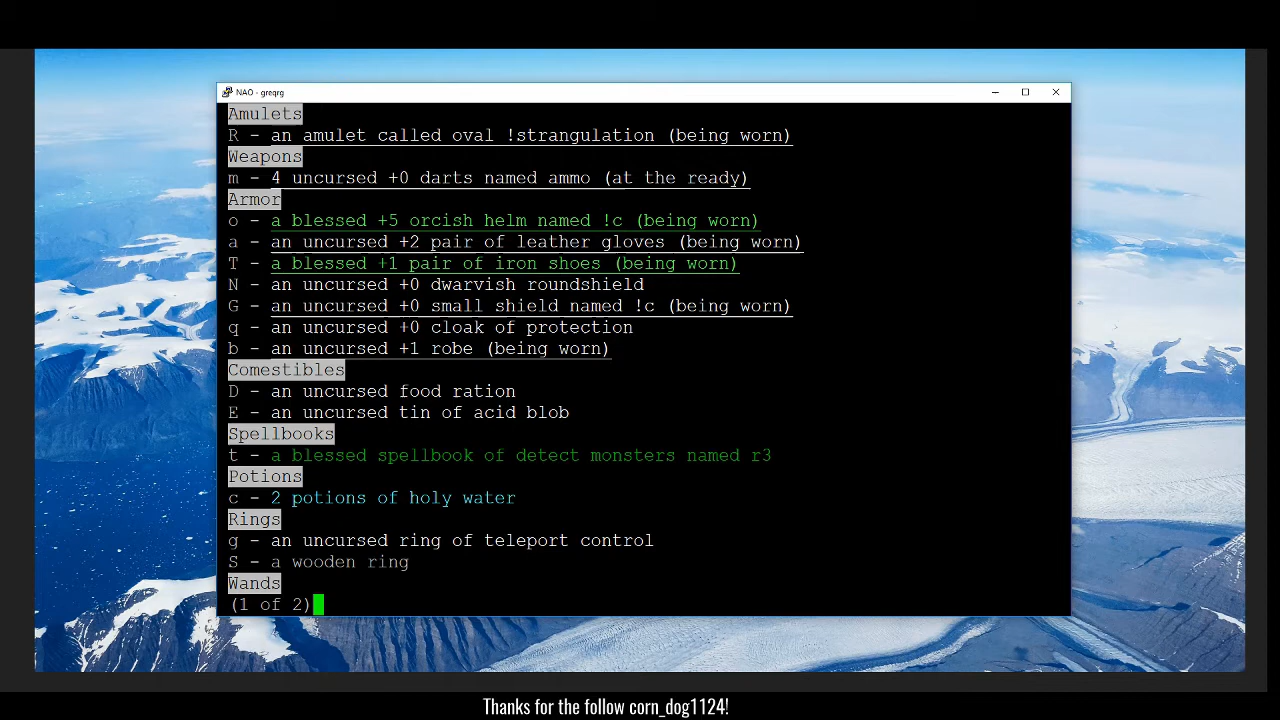 NAO - greqrg
Amulets
R - an amulet called oval !strangulation (being worn)
Weapons
m - 4 uncursed +0 darts named ammo (at the ready)
Armor
o - a blessed +5 orcish helm named !c (being worn)
a - an uncursed +2 pair of leather gloves (being worn)
T - a blessed +1 pair of iron shoes (being worn)
N - an uncursed +0 dwarvish roundshield
G - an uncursed +0 small shield named !c (being worn)
q - an uncursed +0 cloak of protection
b - an uncursed +1 robe (being worn)
Comestibles
D - an uncursed food ration
E - an uncursed tin of acid blob
Spellbooks
t - a blessed spellbook of detect monsters named r3
Potions
c - 2 potions of holy water
Rings
g - an uncursed ring of teleport control
S - a wooden ring
Wands
(1 of 2)
Thanks for the follow corn_dog1124!